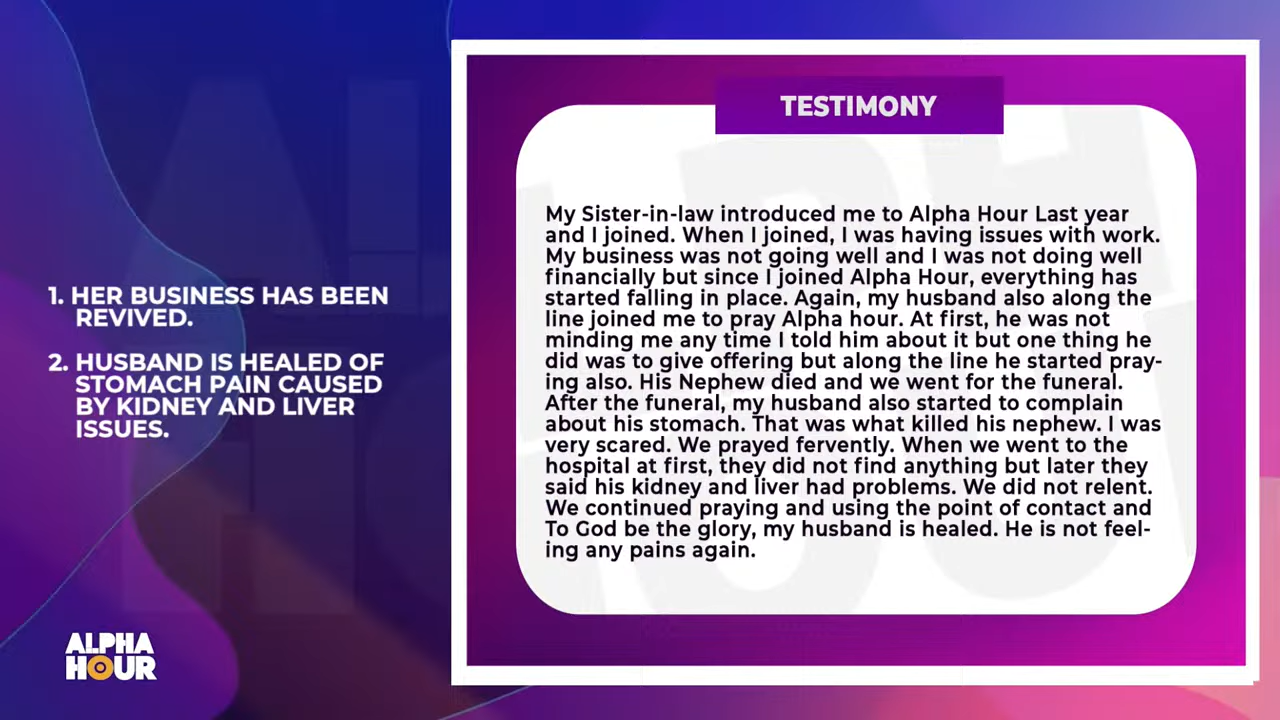 1. HER BUSINESS HAS BEEN
REVIVED.
2. HUSBAND IS HEALED OF
STOMACH PAIN CAUSED
BY KIDNEY AND LIVER
ISSUES.
ALPHA
HOUR
TESTIMONY
My Sister-in-law introduced me to Alpha Hour Last year
and I joined. When I joined, I was having issues with work.
My business was not going well and I was not doing well
financially but since I joined Alpha Hour, everything has
started falling in place. Again, my husband also along the
line joined me to pray Alpha hour. At first, he was not
minding me any time I told him about it but one thing he
did was to give offering but along the line he started pray-
ing also. His Nephew died and we went for the funeral.
After the funeral, my husband also started to complain
about his stomach. That was what killed his nephew. I was
very scared. We prayed fervently. When we went to the
hospital at first, they did not find anything but later they
said his kidney and liver had problems. We did not relent.
We continued praying and using the point of contact and
To God be the glory, my husband is healed. He is not feel-
ing any pains again.